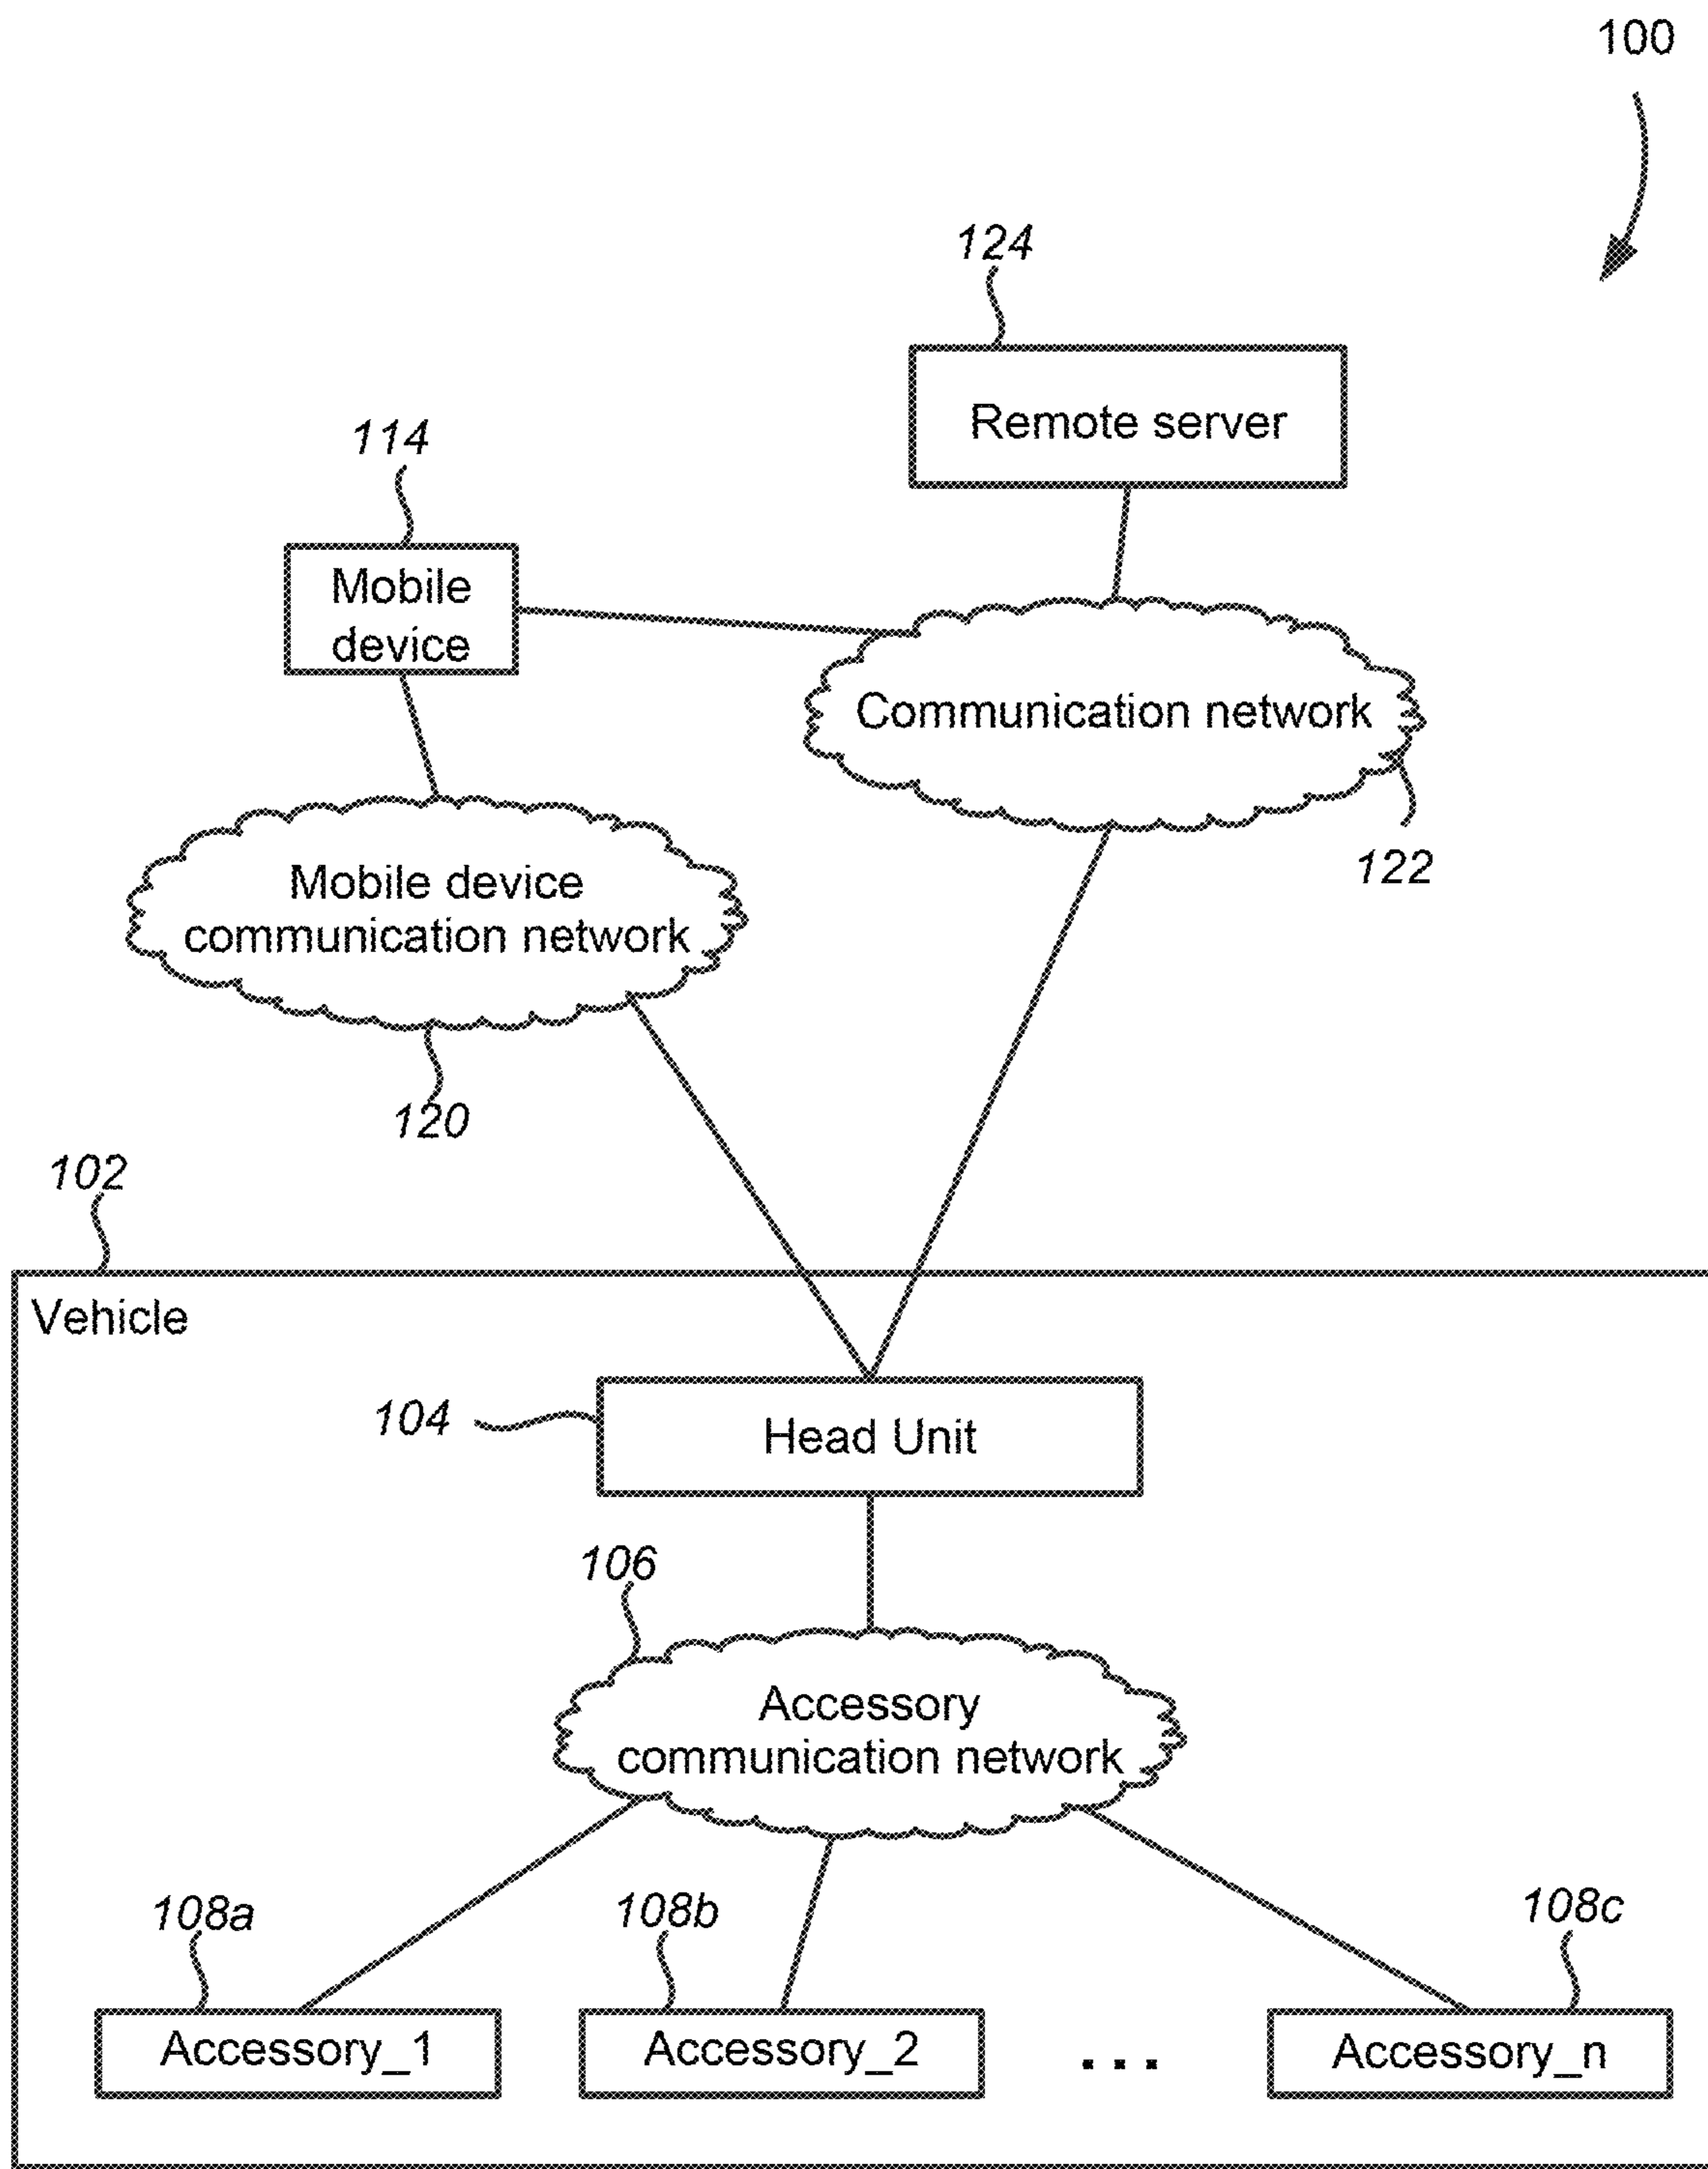 100
124
Remote server
114
Mobile
device
Communication network
122
Mobile device
communication network
120
102
Vehicle
104
Head Unit
106
Accessory
communication network
108a
108b
108c
Accessory_1
Accessory_2
...
Accessory_n